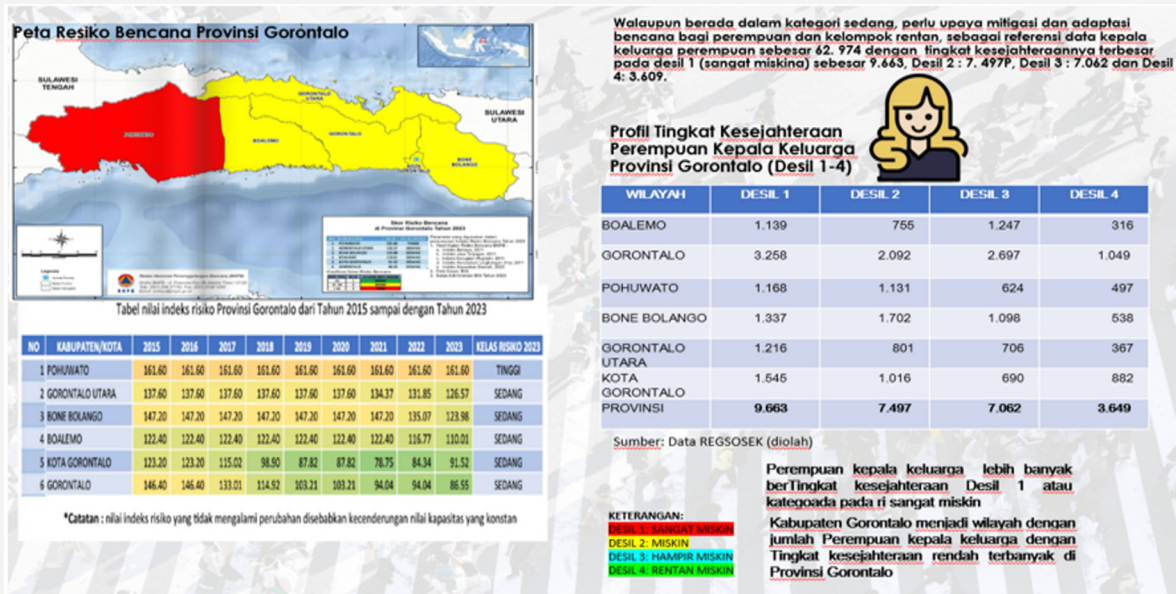 Peta Resiko Bencana Provinsi Gorontalo
SULAWESI
TENGAH
GORONTALO
UTARA
SULAWESI
UTARA
POHUWATO
BOALEMO
GORONTALO
BONE
BOLANGO
Skor Risiko Bencana
di Provinsi Gorontalo Tahun 2023
BNPB
Tabel nilai indeks risiko Provinsi Gorontalo dari Tahun 2015 sampai dengan Tahun 2023
NO KABUPATEN/KOTA 2015 2016 2017 2018 2019 2020 2021 2022 2023 KELAS RISIKO 2023
1 POHUWATO 161.60 161.60 161.60 161.60 161.60 161.60 161.60 161.60 161.60 TINGGI
2 GORONTALO UTARA 137.60 137.60 137.60 137.60 137.60 137.60 134.37 131.85 126.57 SEDANG
3 BONE BOLANGO 147.20 147.20 147.20 147.20 147.20 147.20 147.20 135.07 123.98 SEDANG
4 BOALEMO 122.40 122.40 122.40 122.40 122.40 122.40 122.40 116.77 110.01 SEDANG
5 KOTA GORONTALO 123.20 123.20 115.02 98.90 87.82 87.82 78.75 84.34 91.52 SEDANG
6 GORONTALO 146.40 146.40 133.01 114.92 103.21 103.21 94.04 94.04 86.55 SEDANG
*Catatan : nilai indeks risiko yang tidak mengalami perubahan disebabkan kecenderungan nilai kapasitas yang konstan
Walaupun berada dalam kategori sedang, perlu upaya mitigasi dan adaptasi
bencana bagi perempuan dan kelompok rentan, sebagai referensi data kepala
keluarga perempuan sebesar 62. 974 dengan tingkat kesejahteraannya terbesar
pada desil 1 (sangat miskina) sebesar 9.663, Desil 2 : 7. 497P, Desil 3 : 7.062 dan Desil
4: 3.609.
Profil Tingkat Kesejahteraan
Perempuan Kepala Keluarga
Provinsi Gorontalo (Desil 1-4)
WILAYAH DESIL 1 DESIL 2 DESIL 3 DESIL 4
BOALEMO 1.139 755 1.247 316
GORONTALO 3.258 2.092 2.697 1.049
POHUWATO 1.168 1.131 624 497
BONE BOLANGO 1.337 1.702 1.098 538
GORONTALO
UTARA 1.216 801 706 367
KOTA
GORONTALO 1.545 1.016 690 882
PROVINSI 9.663 7.497 7.062 3.649
Sumber: Data REGSOSEK (diolah)
Perempuan kepala keluarga lebih banyak
berTingkat kesejahteraan Desil 1 atau
kategoada pada ri sangat miskin
KETERANGAN:
DESIL 1: SANGAT MISKIN
DESIL 2: MISKIN
DESIL 3: HAMPIR MISKIN
DESIL 4: RENTAN MISKIN
Kabupaten Gorontalo menjadi wilayah dengan
jumlah Perempuan kepala keluarga dengan
Tingkat kesejahteraan rendah terbanyak di
Provinsi Gorontalo